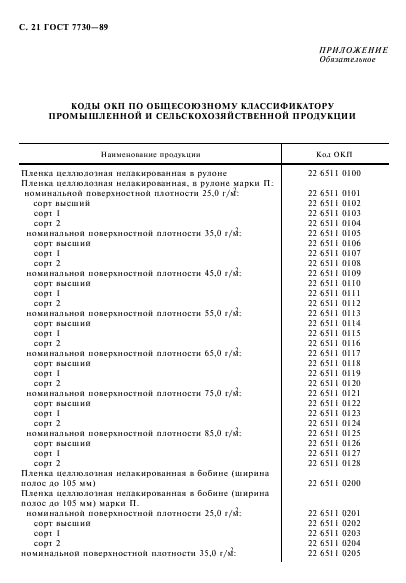 С. 21 ГОСТ 7730—89
ПРИЛОЖЕНИЕ
Обязательное
КОДЫ ОКП ПО ОБЩЕСОЮЗНОМУ КЛАССИФИКАТОРУ
ПРОМЫШЛЕННОЙ И СЕЛЬСКОХОЗЯЙСТВЕННОЙ ПРОДУКЦИИ
Наименование продукции Код ОКП
Пленка целлюлозная нелакированная в рулоне 22 6511 0100
Пленка целлюлозная нелакированная, в рулоне марки П:
номинальной поверхностной плотности 25,0 г/м²: 22 6511 0101
сорт высший 22 6511 0102
сорт 1 22 6511 0103
сорт 2 22 6511 0104
номинальной поверхностной плотности 35,0 г/м²; 22 6511 0105
сорт высший 22 6511 0106
сорт 1 22 6511 0107
сорт 2 22 6511 0108
номинальной поверхностной плотности 45,0 г/м²; 22 6511 0109
сорт высший 22 6511 0110
сорт 1 22 6511 0111
сорт 2 22 6511 0112
номинальной поверхностной плотности 55,0 г/м²; 22 6511 0113
сорт высший 22 6511 0114
сорт 1 22 6511 0115
сорт 2 22 6511 0116
номинальной поверхностной плотности 65,0 г/м²; 22 6511 0117
сорт высший 22 6511 0118
сорт 1 22 6511 0119
сорт 2 22 6511 0120
номинальной поверхностной плотности 75,0 г/м²; 22 6511 0121
сорт высший 22 6511 0122
сорт 1 22 6511 0123
сорт 2 22 6511 0124
номинальной поверхностной плотности 85,0 г/м²; 22 6511 0125
сорт высший 22 6511 0126
сорт 1 22 6511 0127
сорт 2 22 6511 0128
Пленка целлюлозная нелакированная в бобине (ширина
полос до 105 мм) 22 6511 0200
Пленка целлюлозная нелакированная в бобине (ширина
полос до 105 мм) марки П.
номинальной поверхностной плотности 25,0 г/м²; 22 6511 0201
сорт высший 22 6511 0202
сорт 1 22 6511 0203
сорт 2 22 6511 0204
номинальной поверхностной плотности 35,0 г/м²: 22 6511 0205